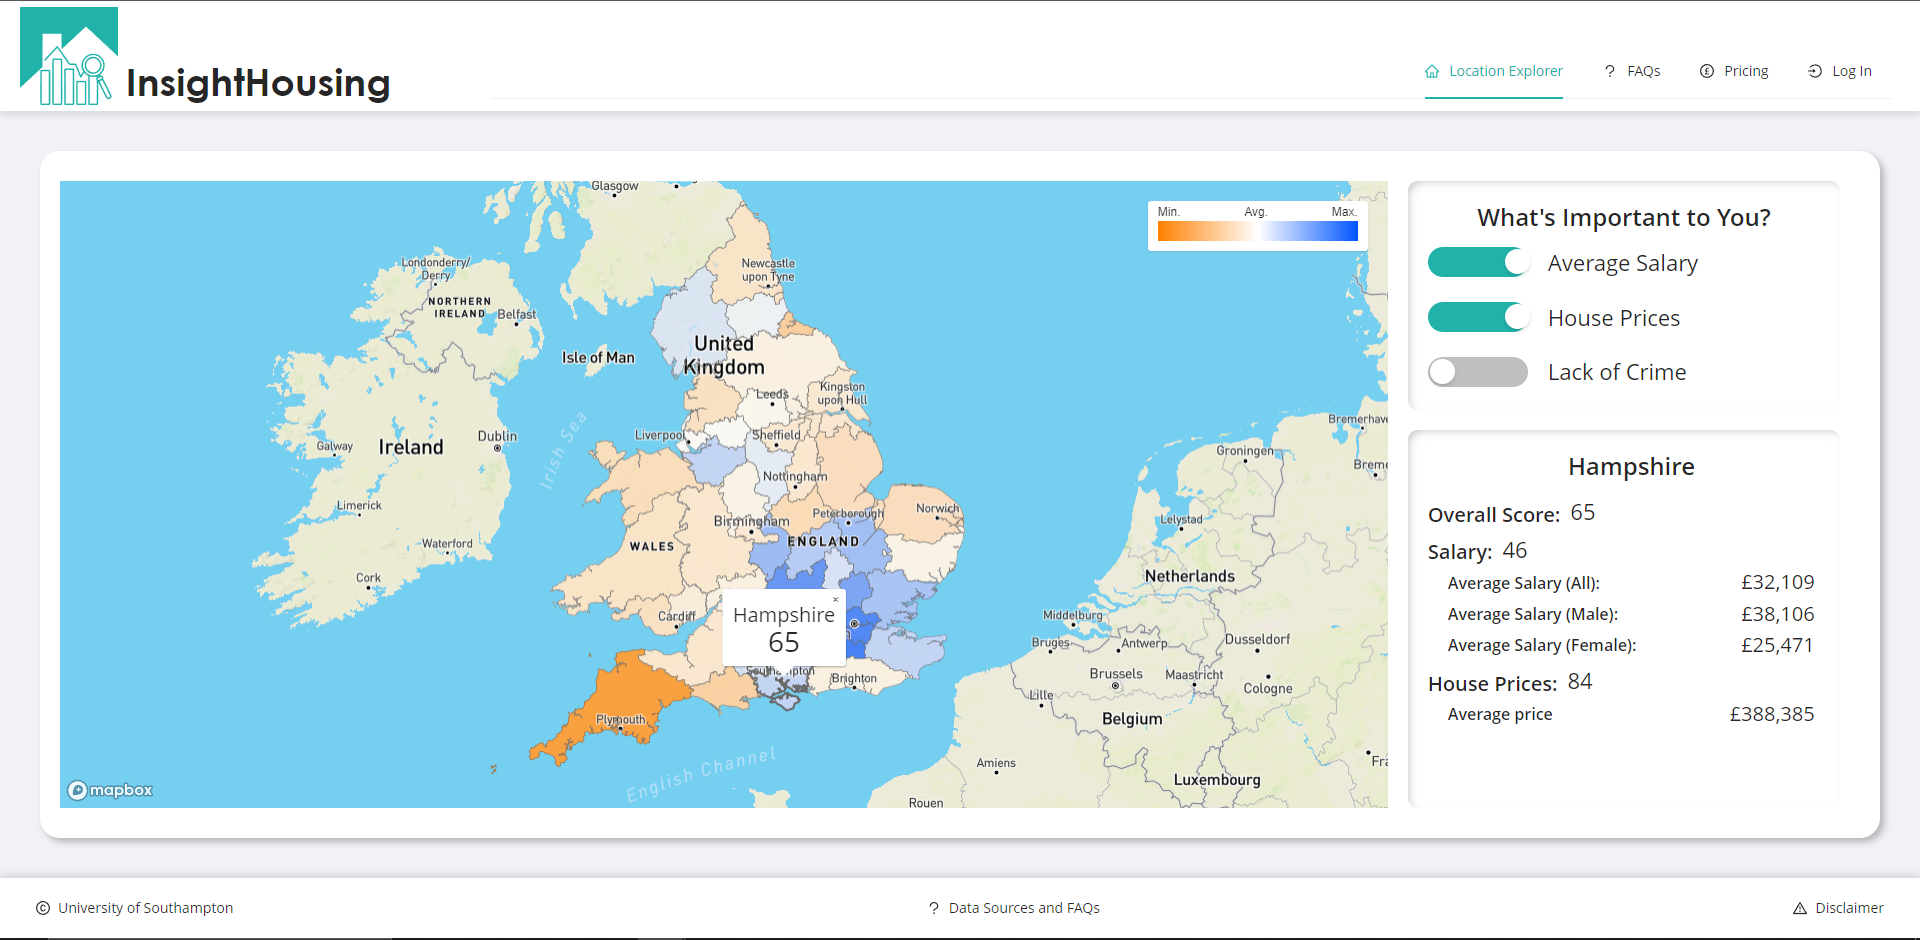 InsightHousing
Location Explorer
? FAQs
Pricing
Log In
Glasgow
Min. Avg. Max.
Newcastle
upon Tyne
Londonderry/
Derry
NORTHERN
IRELAND
Belfast
United
Kingdom
Isle of Man
Leeds
Kingston
upon Hull
Irish Sea
Liverpool
Sheffield
Dublin
Galway
Ireland
Nottingham
Limerick
Birmingham
Peterborough
Norwich
Waterford
WALES
ENGLAND
Cork
Cardiff
Hampshire
65
Southampton
Brighton
Plymouth
English Channel
mapbox
Bremerhave
Groningen
Breme
Lelystad
Netherlands
Middelburg
Bruges
Antwerp
Dusseldorf
Brussels
Maastricht
Cologne
Lille
Belgium
Amiens
Luxembourg
Fra
Rouen
What's Important to You?
Average Salary
House Prices
Lack of Crime
Hampshire
Overall Score: 65
Salary: 46
Average Salary (All): £32,109
Average Salary (Male): £38,106
Average Salary (Female): £25,471
House Prices: 84
Average price £388,385
© University of Southampton
? Data Sources and FAQs
Disclaimer